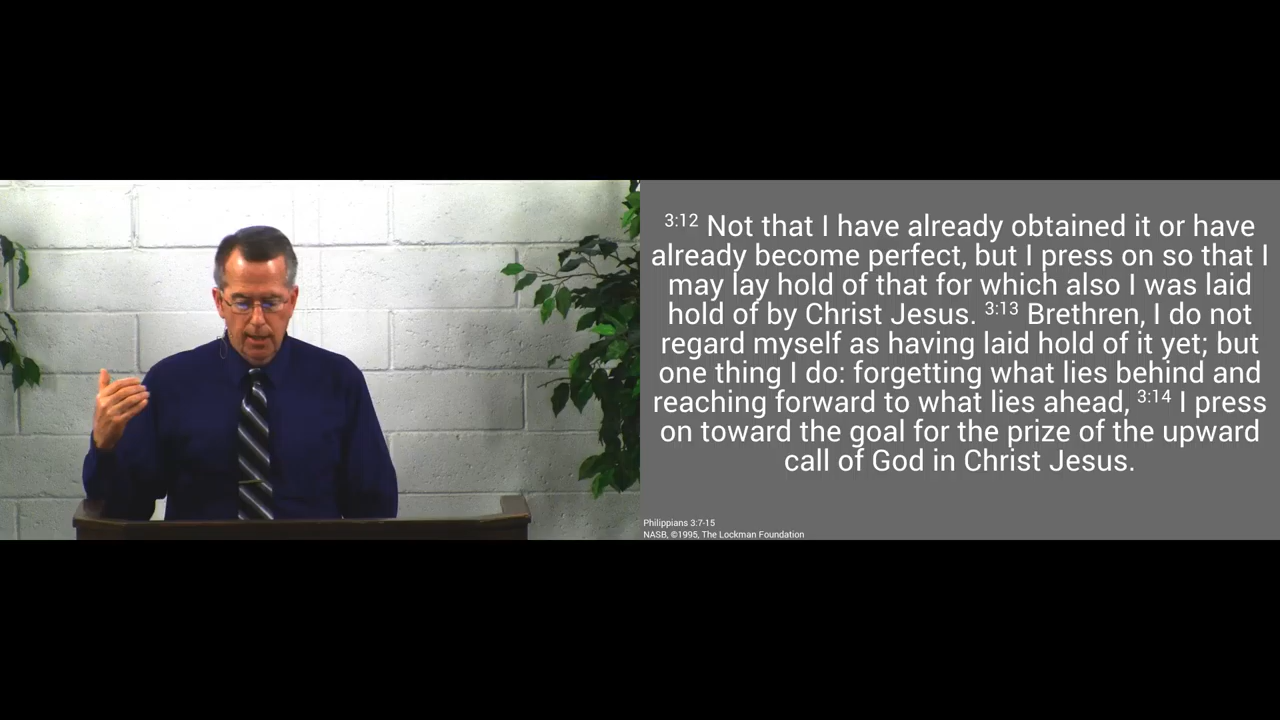 3:12 Not that I have already obtained it or have
already become perfect, but I press on so that I
may lay hold of that for which also I was laid
hold of by Christ Jesus. 3:13 Brethren, I do not
regard myself as having laid hold of it yet; but
one thing I do: forgetting what lies behind and
reaching forward to what lies ahead, 3:14 I press
on toward the goal for the prize of the upward
call of God in Christ Jesus.
Philippians 3:7-15
NASB, ©1995, The Lockman Foundation